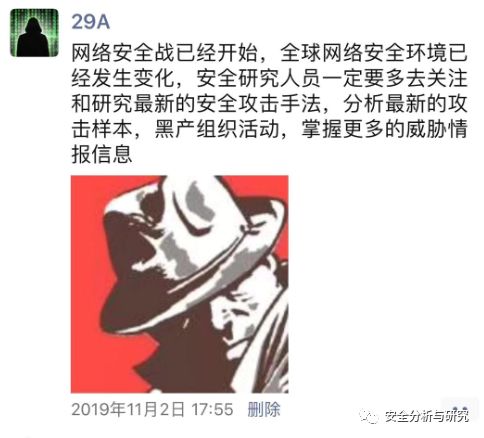 29A
网络安全战已经开始，全球网络安全环境已
经发生变化，安全研究人员一定要多去关注
和研究最新的安全攻击手法，分析最新的攻
击样本，黑产组织活动，掌握更多的威胁情
报信息
2019年11月2日 17:55 删除
安全分析与研究